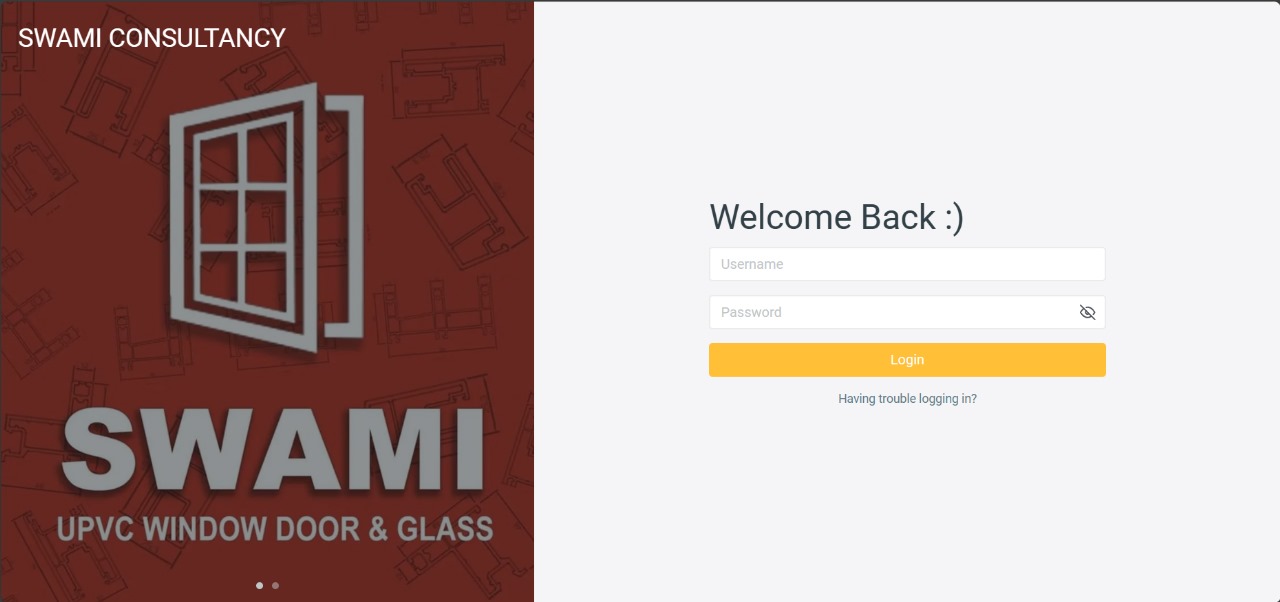 SWAMI CONSULTANCY
SWAMI
UPVC WINDOW DOOR & GLASS
Welcome Back :)
Username
Password
Login
Having trouble logging in?